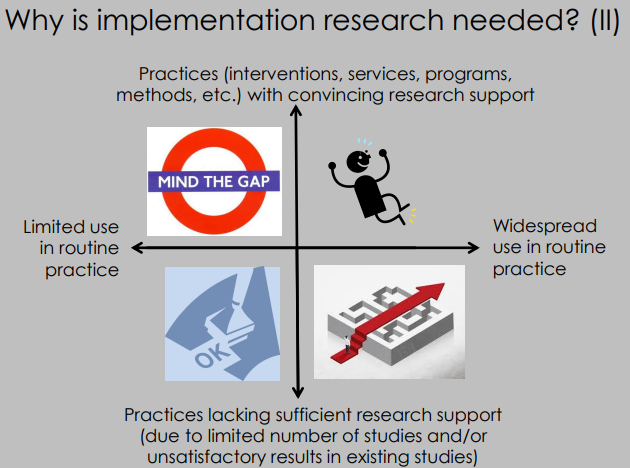 Why is implementation research needed? (II)
Practices (interventions, services, programs,
methods, etc.) with convincing research support
MIND THE GAP
Limited use
in routine
practice
Widespread
use in routine
practice
OK
Practices lacking sufficient research support
(due to limited number of studies and/or
unsatisfactory results in existing studies)